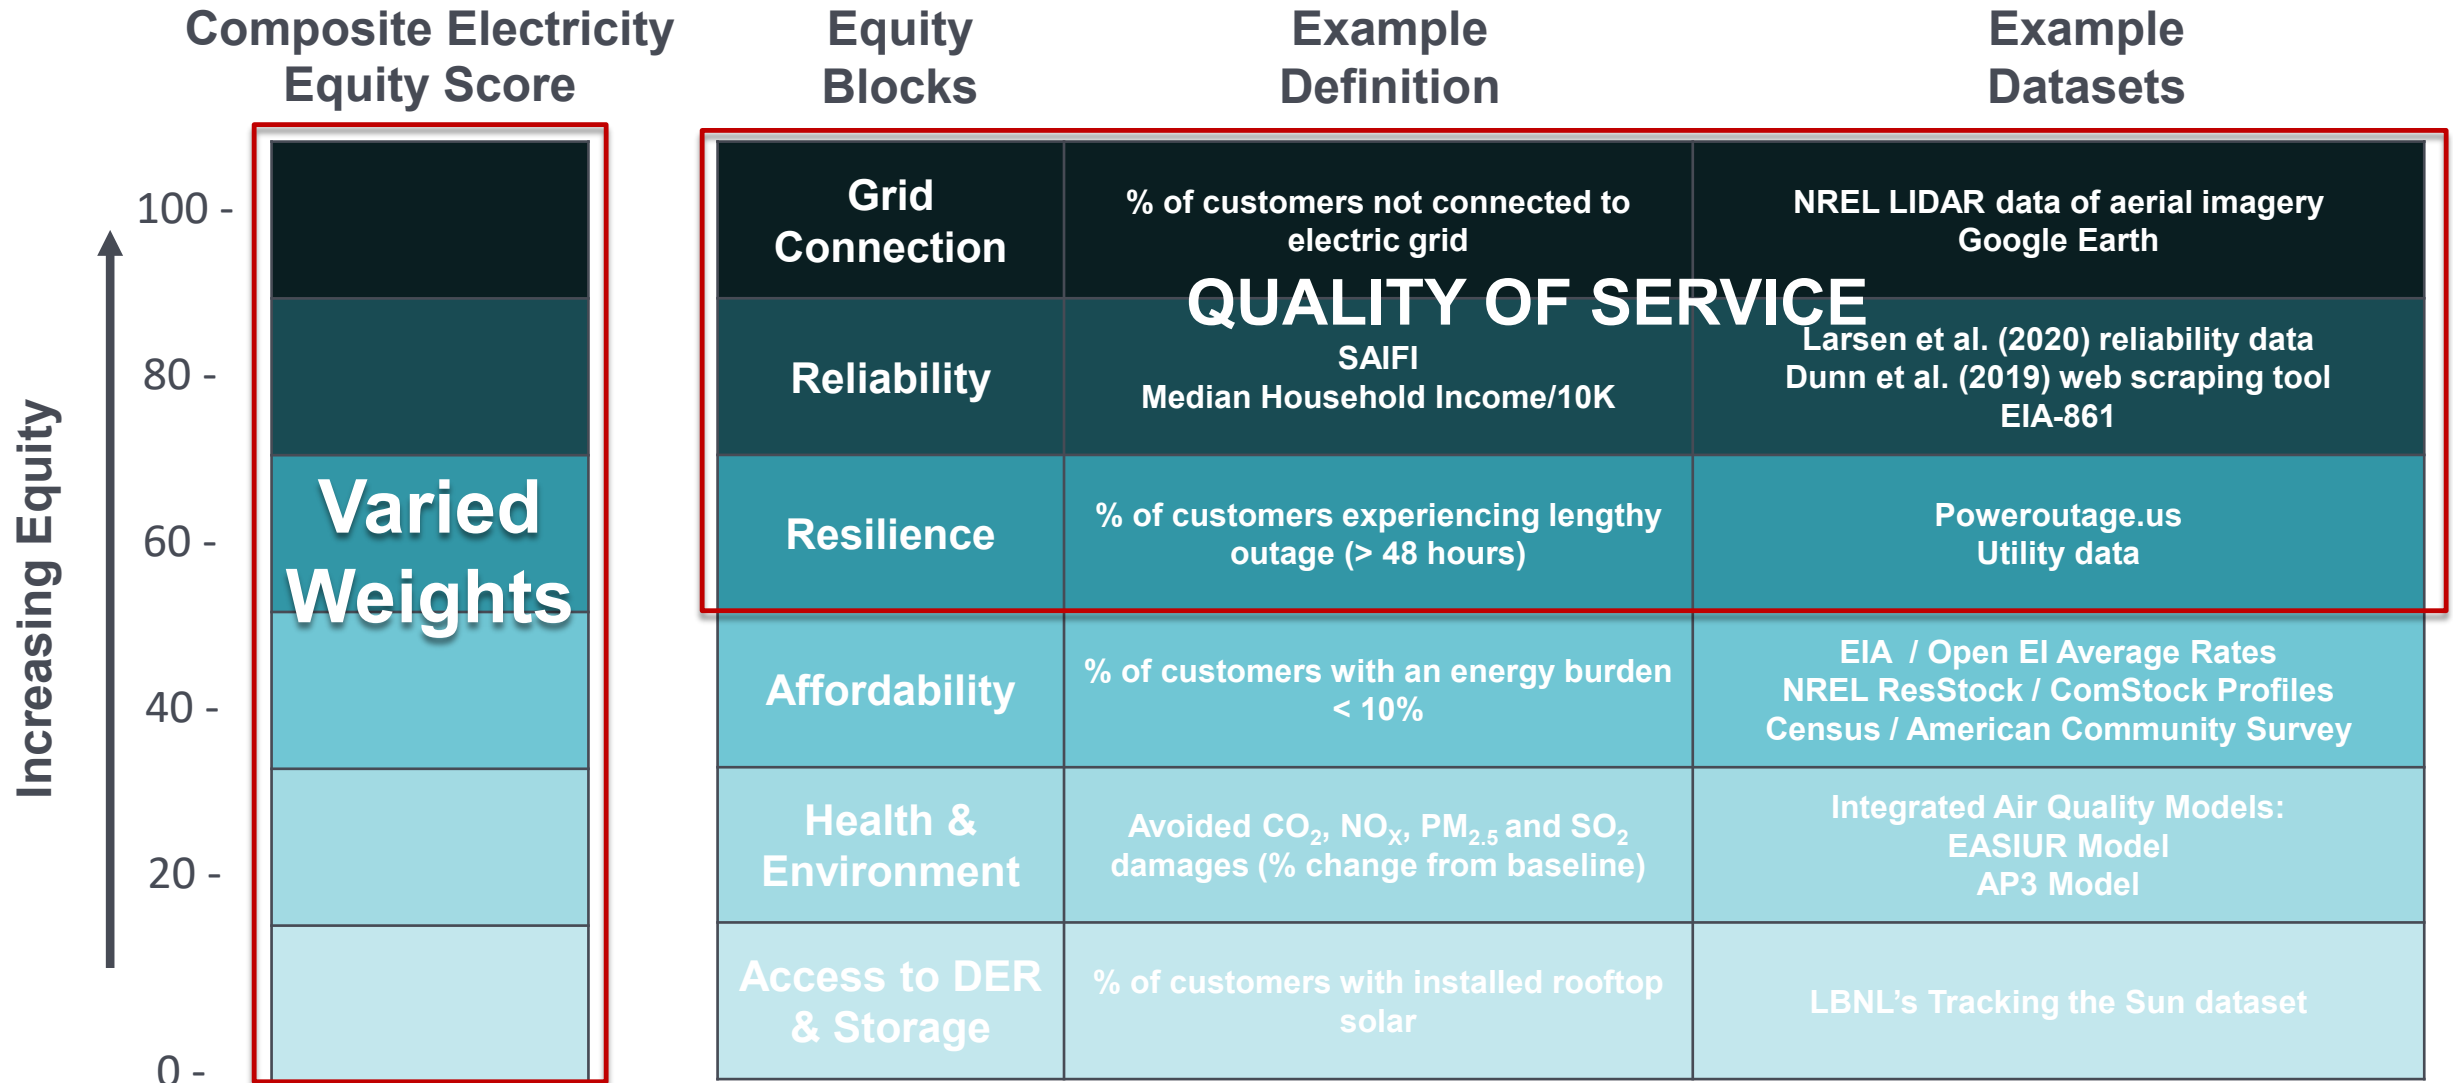 Composite Electricity
Equity Score
Equity
Blocks
Example
Definition
Example
Datasets
Increasing Equity
100 -
80 -
60 -
40 -
20 -
0 -
Varied
Weights
Grid
Connection
% of customers not connected to
electric grid
NREL LIDAR data of aerial imagery
Google Earth
QUALITY OF SERVICE
Reliability
SAIFI
Median Household Income/10K
Larsen et al. (2020) reliability data
Dunn et al. (2019) web scraping tool
EIA-861
Resilience
% of customers experiencing lengthy
outage (> 48 hours)
Poweroutage.us
Utility data
Affordability
% of customers with an energy burden
< 10%
EIA / Open EI Average Rates
NREL ResStock / ComStock Profiles
Census / American Community Survey
Health &
Environment
Avoided CO₂, NOₓ, PM₂.₅ and SO₂
damages (% change from baseline)
Integrated Air Quality Models:
EASIUR Model
AP3 Model
Access to DER
& Storage
% of customers with installed rooftop
solar
LBNL’s Tracking the Sun dataset